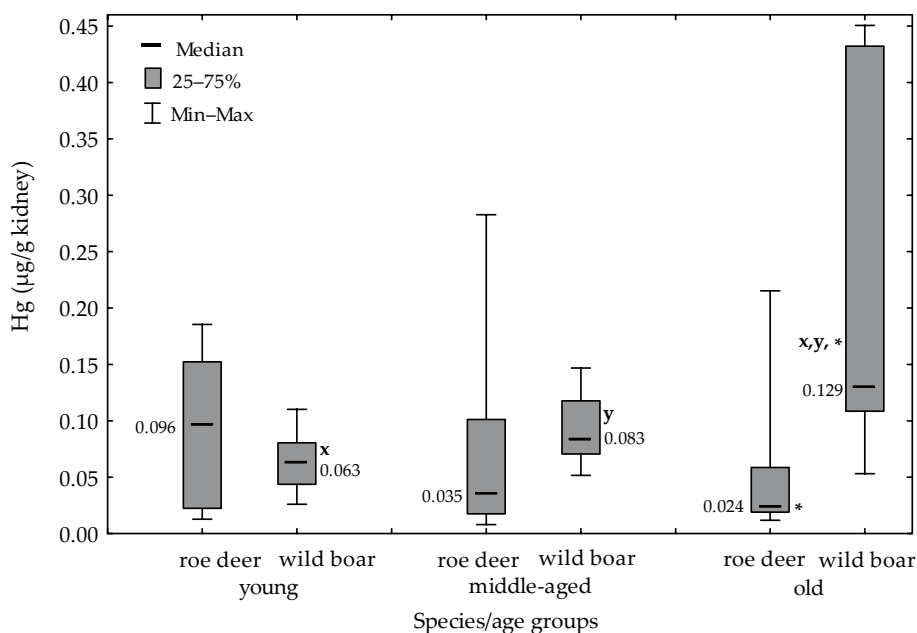 0.45
0.40
0.35
0.30
0.25
0.20
0.15
0.10
0.05
0.00
Hg (µg/g kidney)
Median
25–75%
Min–Max
0.096
x
0.063
0.035
y
0.083
0.024
*
x,y, *
0.129
roe deer wild boar roe deer wild boar roe deer wild boar
young middle-aged old
Species/age groups